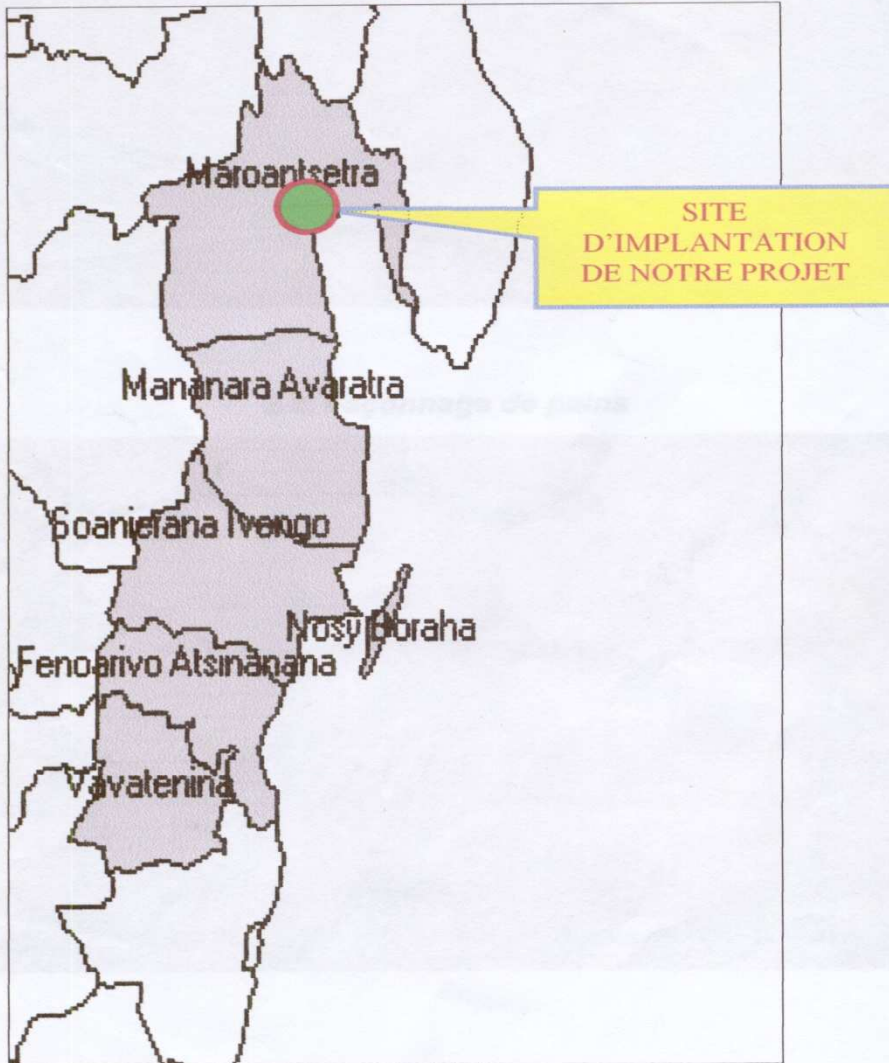 Maroantsetra
SITE
D'IMPLANTATION
DE NOTRE PROJET
Mananara Avaratra
Soanierana Ivongo
Nosy Boraha
Fenoarivo Atsinanana
Vavatenina